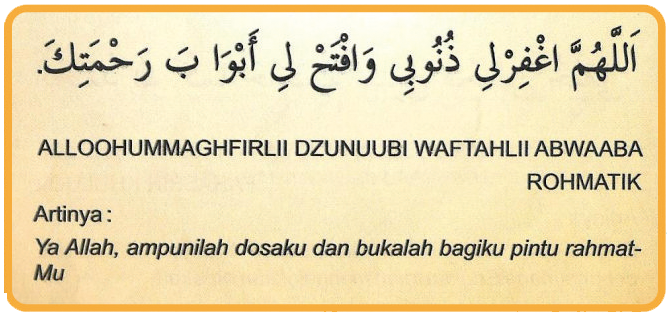 اَللّٰهُمَّ اغْفِرْلِي ذُنُوبِي وَافْتَحْ لِي أَبْوَا بَ رَحْمَتِكَ.
ALLOOHUMMAGHFIRLII DZUNUUBI WAFTAHLII ABWAABA
ROHMATIK
Artinya :
Ya Allah, ampunilah dosaku dan bukalah bagiku pintu rahmat-
Mu